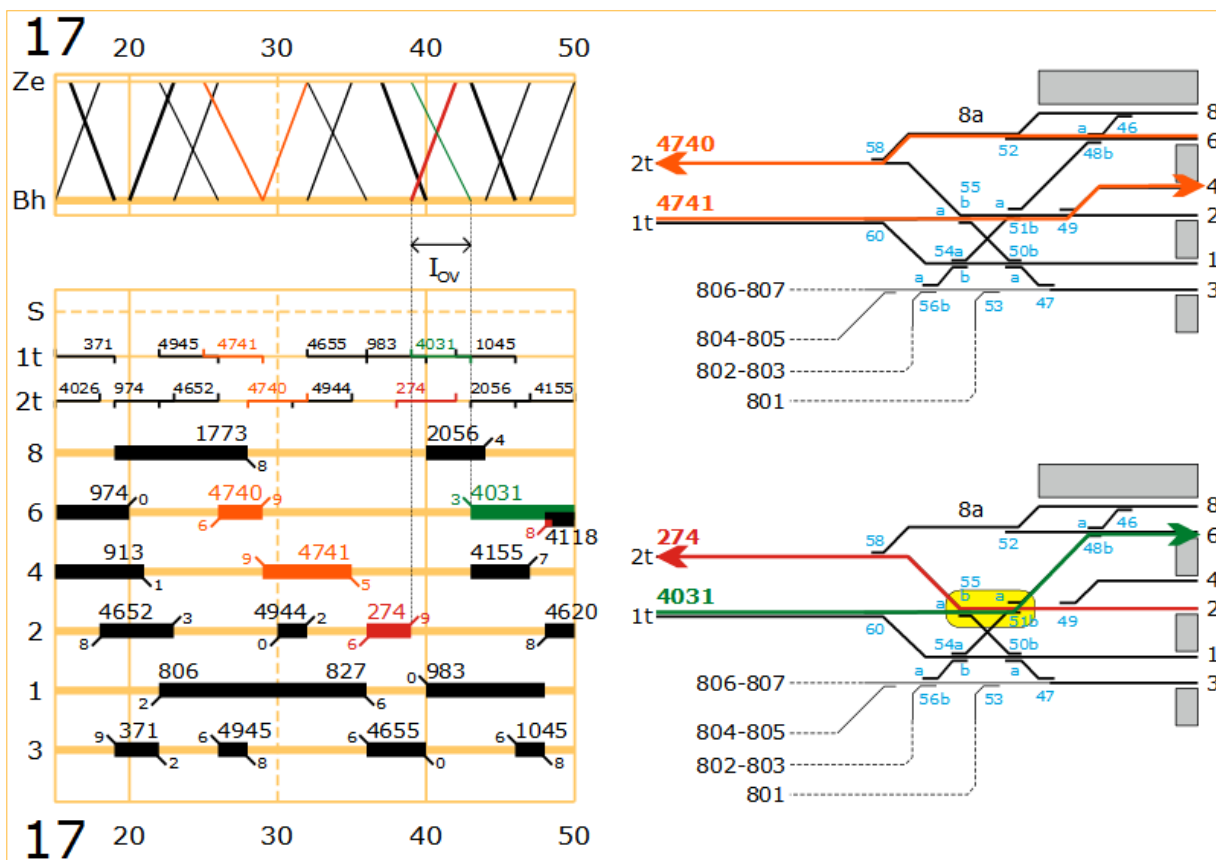 17 20 30 40 50
Ze
Bh
I_OV
S
1t 371 4945 4741 4655 983 4031 1045
2t 4026 974 4652 4740 4944 274 2056 4155
8 1773 8 2056 4
6 974 0 6 4740 9 3 4031 8 4118
4 913 1 9 4741 5 4155 7
2 8 4652 3 0 4944 2 6 274 9 8 4620
1 2 806 827 6 0 983
3 9 371 2 6 4945 8 6 4655 0 6 1045 8
17 20 30 40 50
8a a 46 8
58 52 48b 6
4740
2t
55
b a 4
4741 a 51b 49 2
1t
60
54a 50b 1
a b a
806-807 56b 53 47 3
804-805
802-803
801
8a a 46 8
58 52 48b 6
274
2t
55
b a 4
4031 a 51b 49 2
1t
60
54a 50b 1
a b a
806-807 56b 53 47 3
804-805
802-803
801